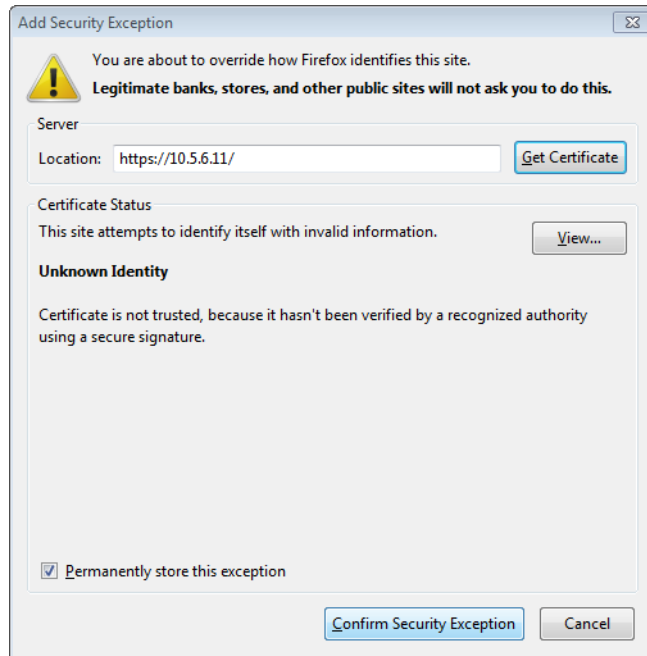 Add Security Exception
You are about to override how Firefox identifies this site.
Legitimate banks, stores, and other public sites will not ask you to do this.
Server
Location: https://10.5.6.11/ Get Certificate
Certificate Status
This site attempts to identify itself with invalid information.
View...
Unknown Identity
Certificate is not trusted, because it hasn't been verified by a recognized authority
using a secure signature.
Permanently store this exception
Confirm Security Exception Cancel